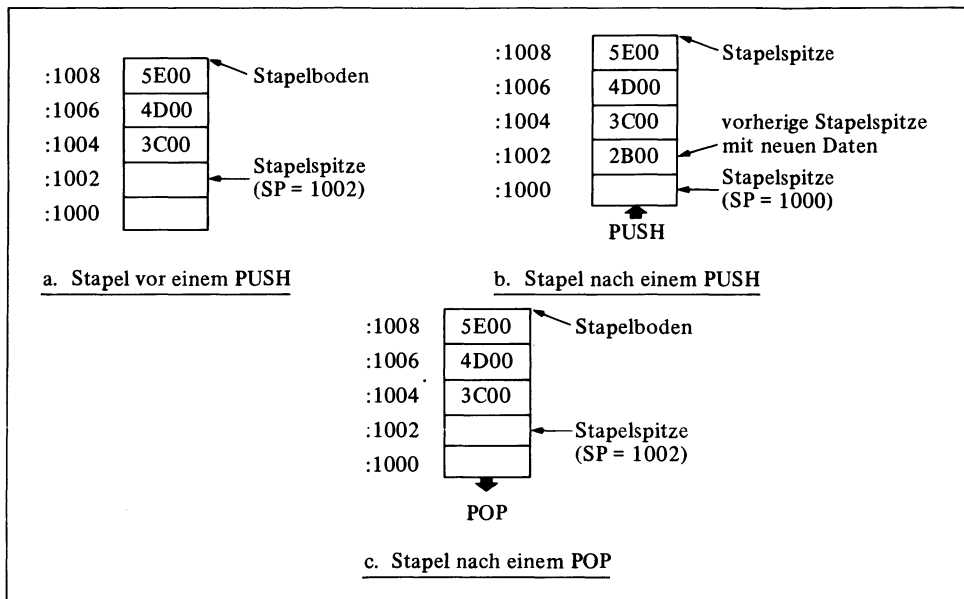 :1008 5E00 Stapelboden
:1006 4D00
:1004 3C00
:1002 Stapelspitze
(SP = 1002)
:1000
a. Stapel vor einem PUSH
:1008 5E00 Stapelspitze
:1006 4D00
:1004 3C00 vorherige Stapelspitze
mit neuen Daten
:1002 2B00
:1000 Stapelspitze
(SP = 1000)
PUSH
b. Stapel nach einem PUSH
:1008 5E00 Stapelboden
:1006 4D00
:1004 3C00
:1002 Stapelspitze
(SP = 1002)
:1000
POP
c. Stapel nach einem POP